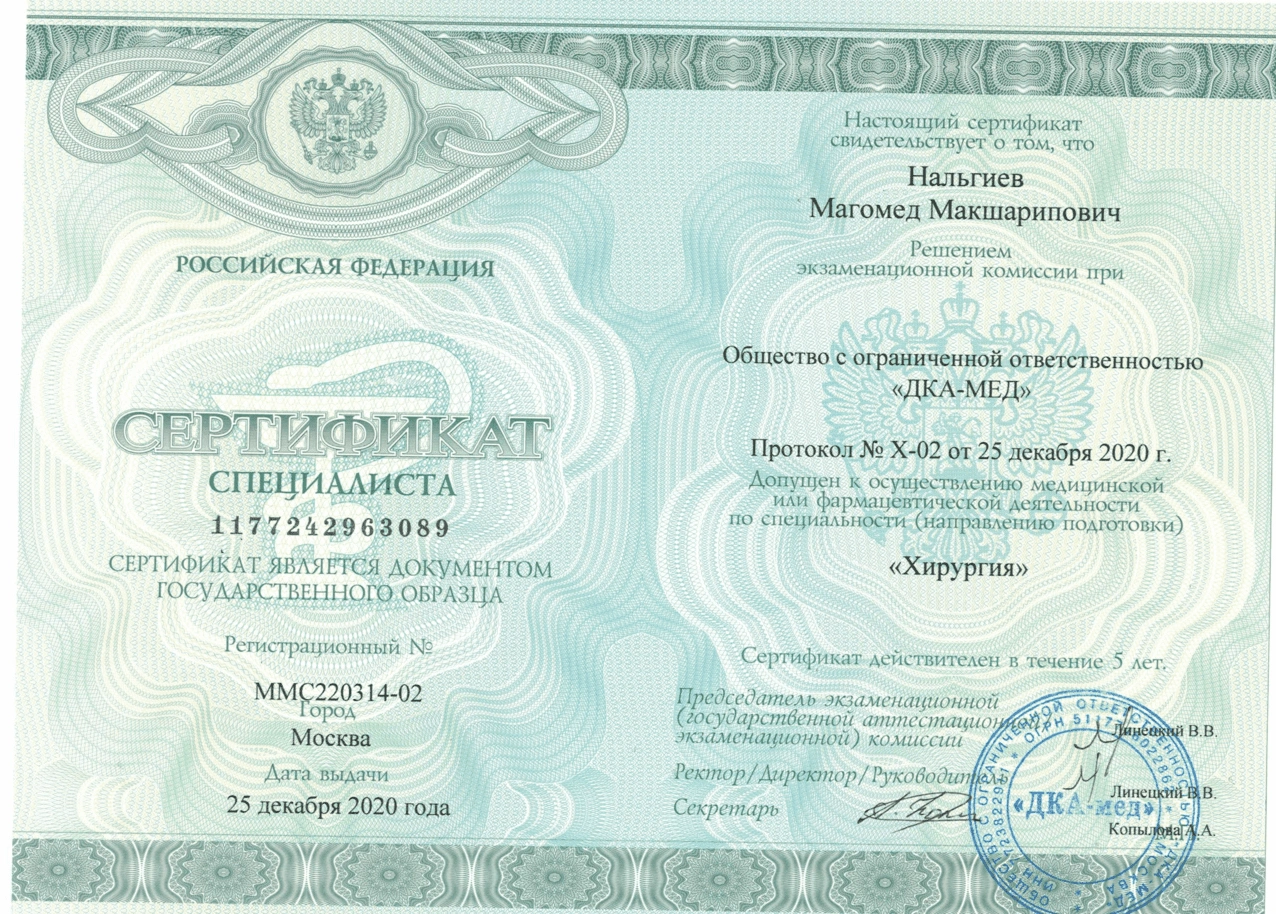 РОССИЙСКАЯ ФЕДЕРАЦИЯ
СЕРТИФИКАТ
СПЕЦИАЛИСТА
1177242963089
СЕРТИФИКАТ ЯВЛЯЕТСЯ ДОКУМЕНТОМ
ГОСУДАРСТВЕННОГО ОБРАЗЦА
Регистрационный №
ММС220314-02
Город
Москва
Дата выдачи
25 декабря 2020 года
Настоящий сертификат
свидетельствует о том, что
Нальгиев
Магомед Макшарипович
Решением
экзаменационной комиссии при
Общество с ограниченной ответственностью
«ДКА-МЕД»
Протокол № Х-02 от 25 декабря 2020 г.
Допущен к осуществлению медицинской
или фармацевтической деятельности
по специальности (направлению подготовки)
«Хирургия»
Сертификат действителен в течение 5 лет.
Председатель экзаменационной
(государственной аттестационной,
экзаменационной) комиссии
Линецкий В.В.
Ректор/Директор/Руководитель
Линецкий В.В.
Секретарь
Копылова А.А.
«ДКА-мед»
ОБЩЕСТВО С ОГРАНИЧЕННОЙ ОТВЕТСТВЕННОСТЬЮ
МОСКВА